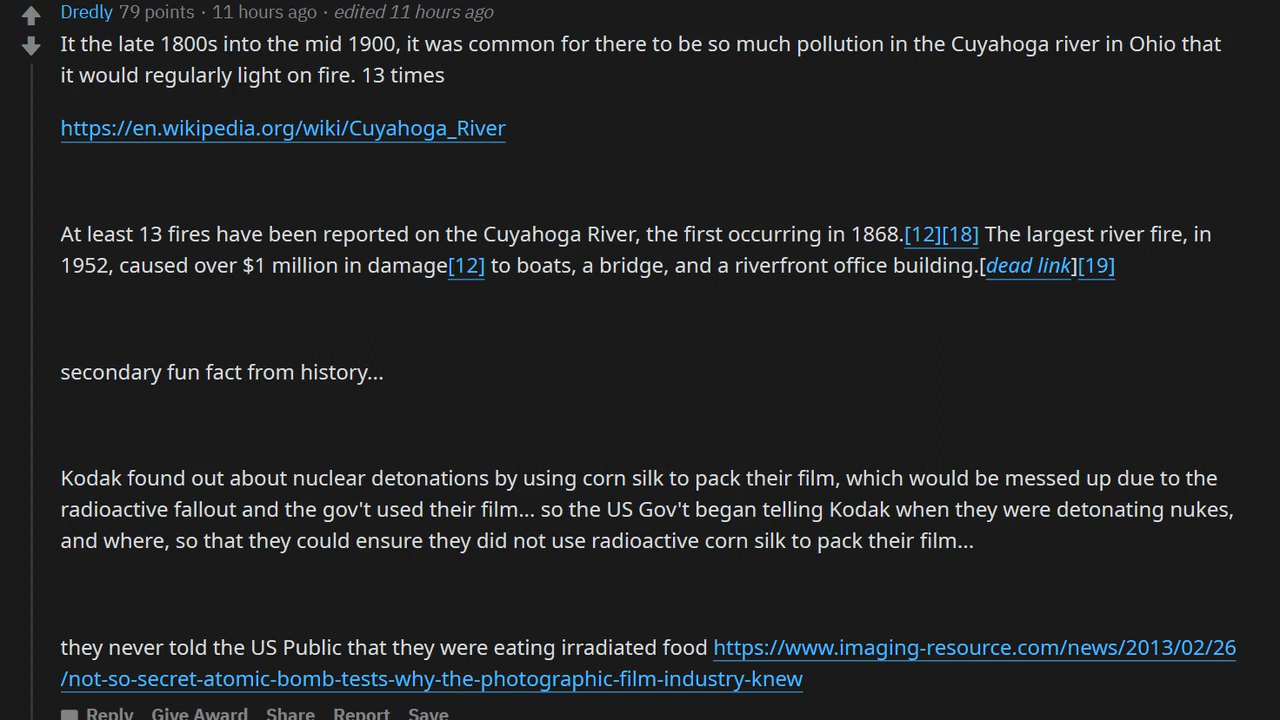 Dredly 79 points · 11 hours ago · edited 11 hours ago
It the late 1800s into the mid 1900, it was common for there to be so much pollution in the Cuyahoga river in Ohio that
it would regularly light on fire. 13 times
https://en.wikipedia.org/wiki/Cuyahoga_River
At least 13 fires have been reported on the Cuyahoga River, the first occurring in 1868.[12][18] The largest river fire, in
1952, caused over $1 million in damage[12] to boats, a bridge, and a riverfront office building.[dead link][19]
secondary fun fact from history...
Kodak found out about nuclear detonations by using corn silk to pack their film, which would be messed up due to the
radioactive fallout and the gov't used their film... so the US Gov't began telling Kodak when they were detonating nukes,
and where, so that they could ensure they did not use radioactive corn silk to pack their film...
they never told the US Public that they were eating irradiated food https://www.imaging-resource.com/news/2013/02/26
/not-so-secret-atomic-bomb-tests-why-the-photographic-film-industry-knew
Reply Give Award Share Report Save